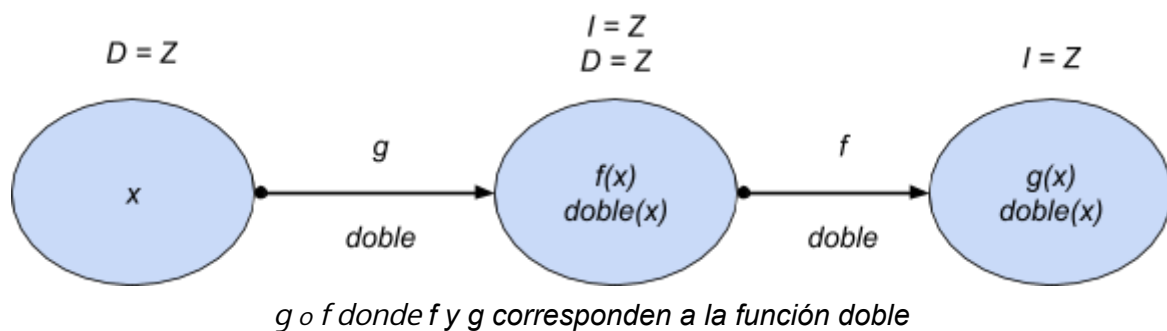 D = Z
I = Z
D = Z
I = Z
g
f
x
f(x)
doble(x)
g(x)
doble(x)
doble
doble
g o f donde f y g corresponden a la función doble